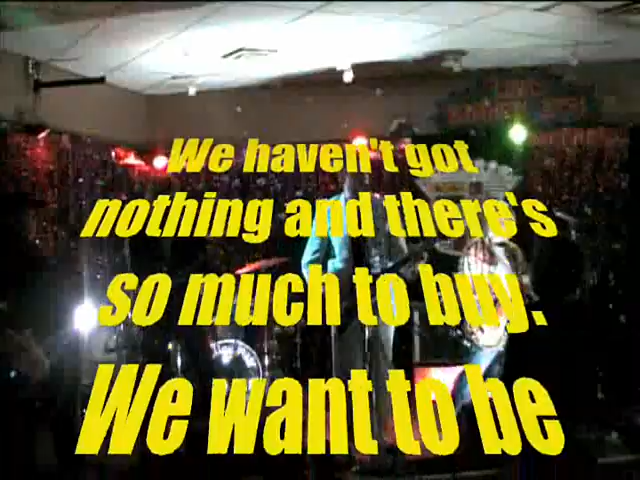 We haven't got
nothing and there's
so much to buy.
We want to be